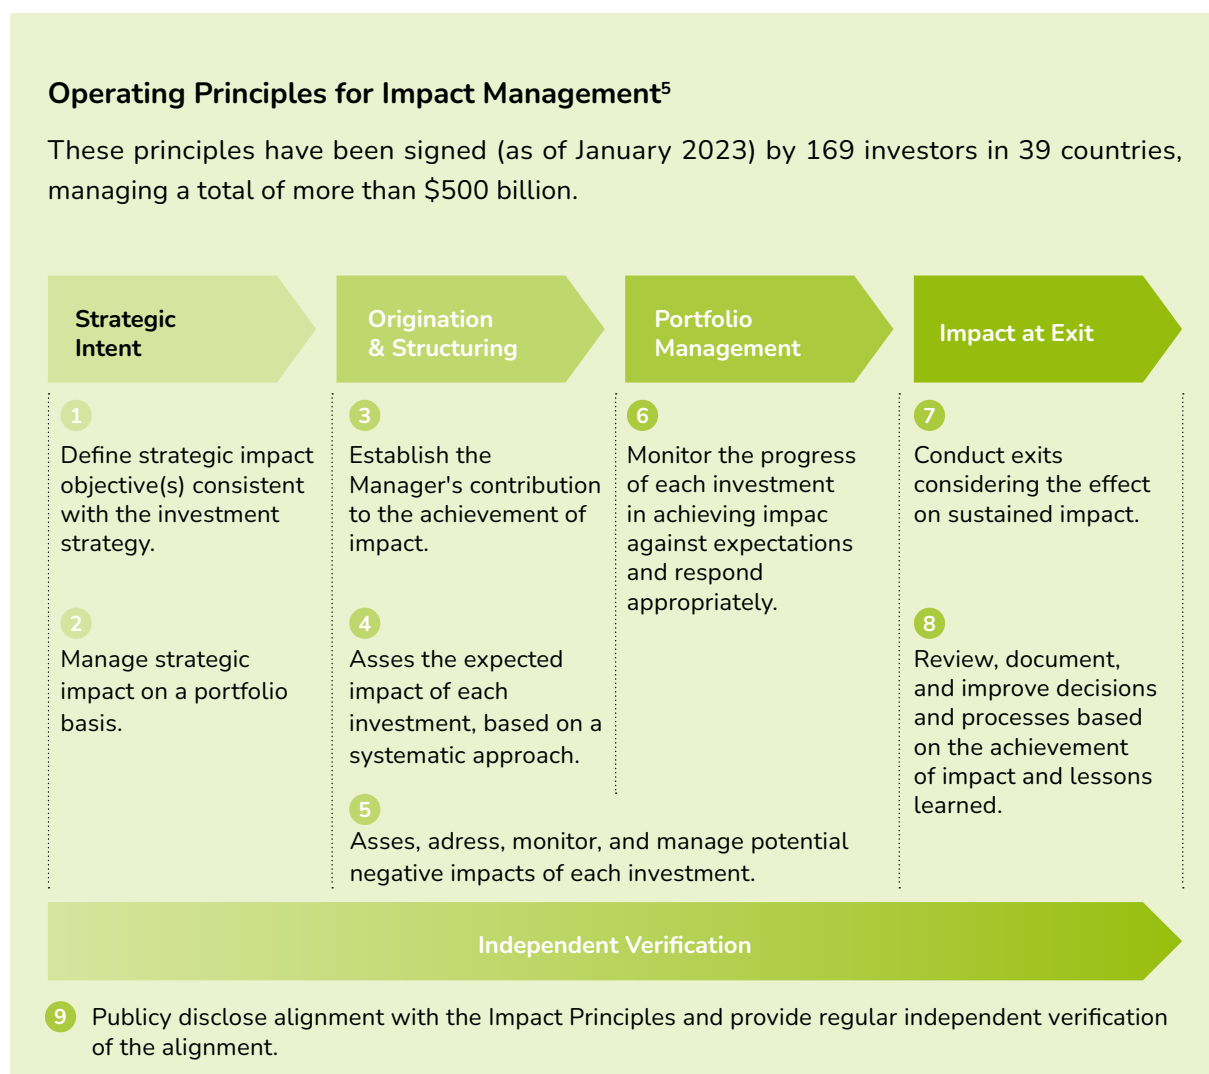 Operating Principles for Impact Management5
These principles have been signed (as of January 2023) by 169 investors in 39 countries,
managing a total of more than $500 billion.
Strategic
Intent
Origination
& Structuring
Portfolio
Management
Impact at Exit
1
Define strategic impact
objective(s) consistent
with the investment
strategy.
2
Manage strategic
impact on a portfolio
basis.
3
Establish the
Manager's contribution
to the achievement of
impact.
4
Asses the expected
impact of each
investment, based on a
systematic approach.
5
Asses, adress, monitor, and manage potential
negative impacts of each investment.
6
Monitor the progress
of each investment
in achieving impac
against expectations
and respond
appropriately.
7
Conduct exits
considering the effect
on sustained impact.
8
Review, document,
and improve decisions
and processes based
on the achievement
of impact and lessons
learned.
Independent Verification
9 Publicy disclose alignment with the Impact Principles and provide regular independent verification
of the alignment.